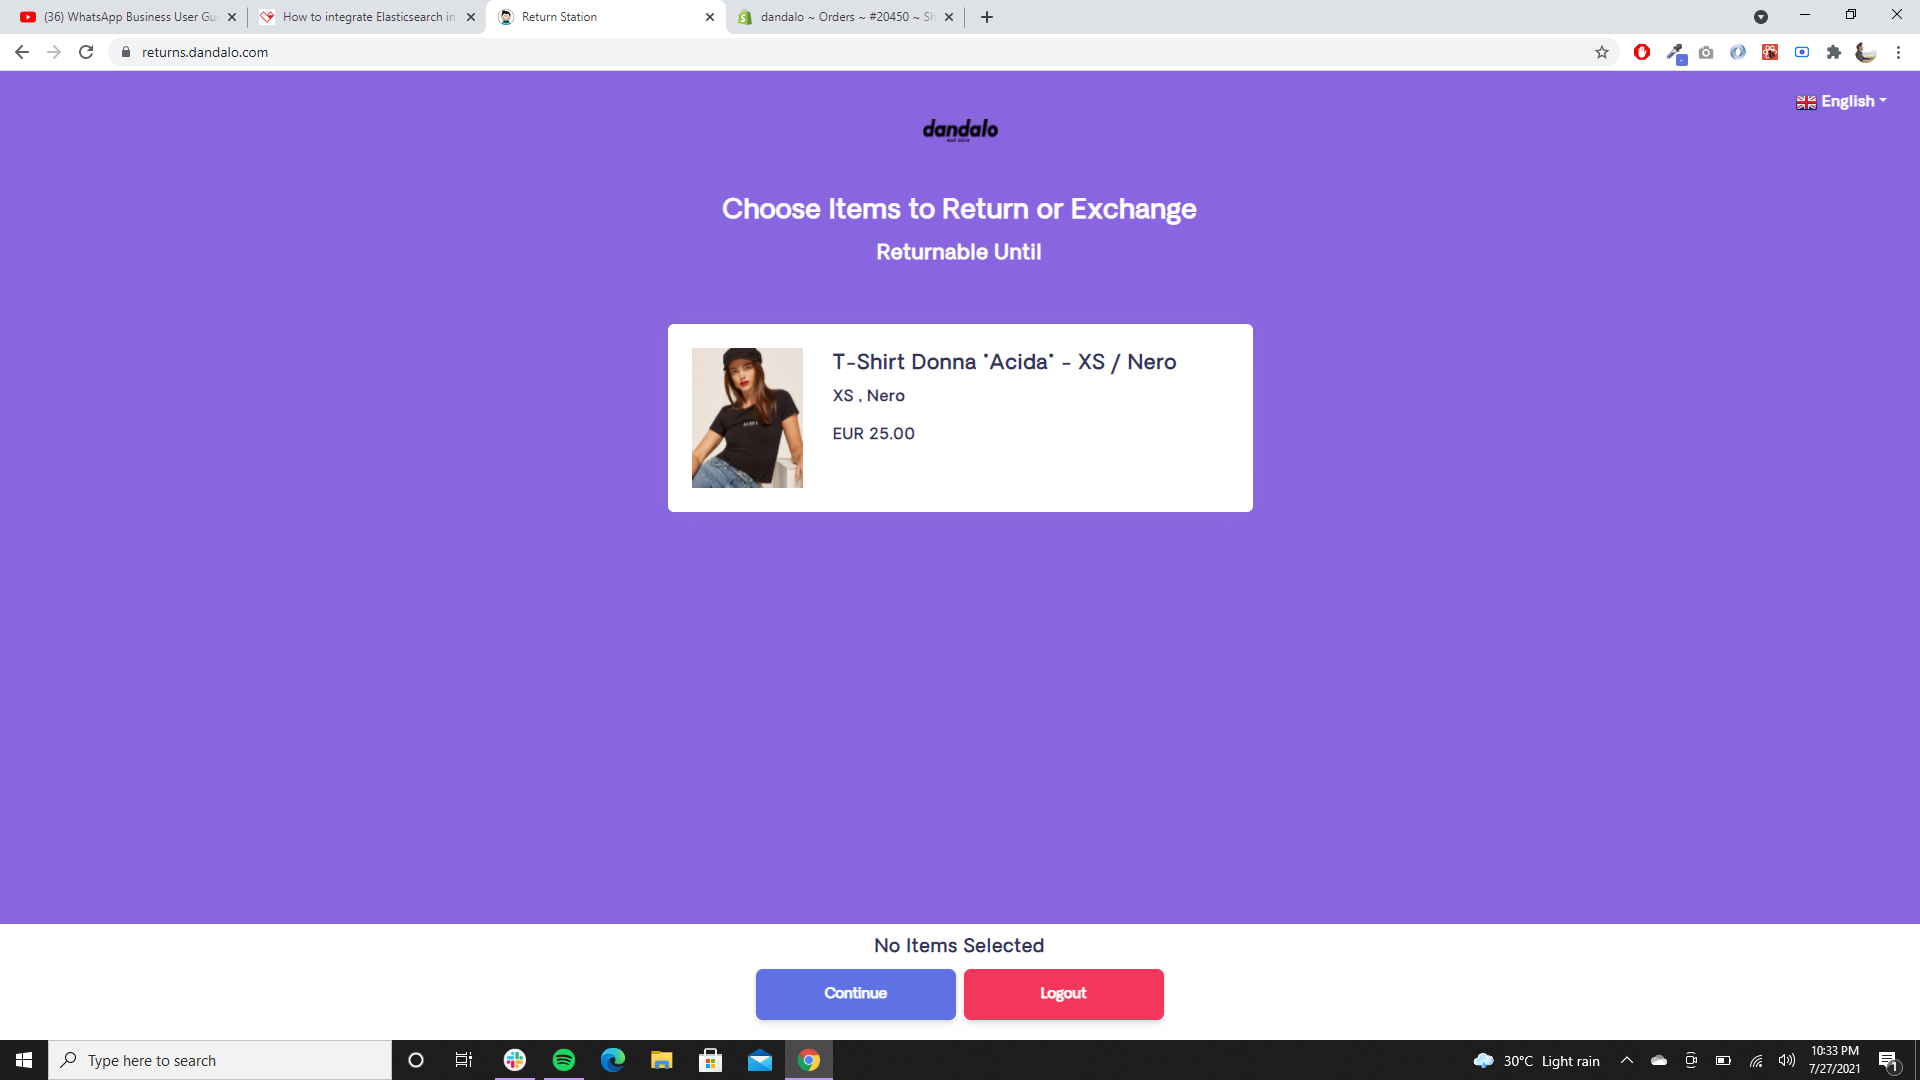 (36) WhatsApp Business User Gui
How to integrate Elasticsearch in
Return Station
dandalo ~ Orders ~ #20450 ~ Sh
returns.dandalo.com
English
dandalo
Choose Items to Return or Exchange
Returnable Until
T-Shirt Donna "Acida" - XS / Nero
XS , Nero
EUR 25.00
No Items Selected
Continue
Logout
Type here to search
30°C Light rain
10:33 PM
7/27/2021
1